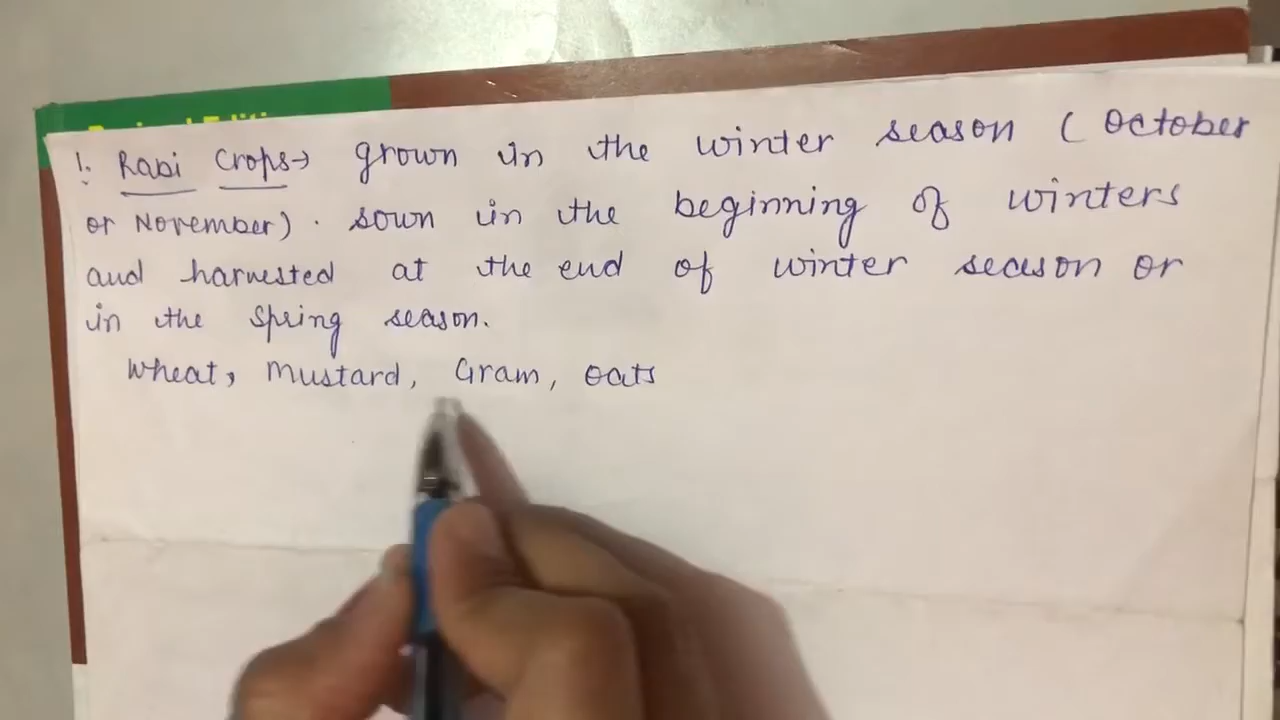 1. Rabi Crops→ grown in the winter season ( October
or November) . sown in the beginning of winters
and harvested at the end of winter season or
in the spring season.
Wheat, Mustard, Gram, Oats